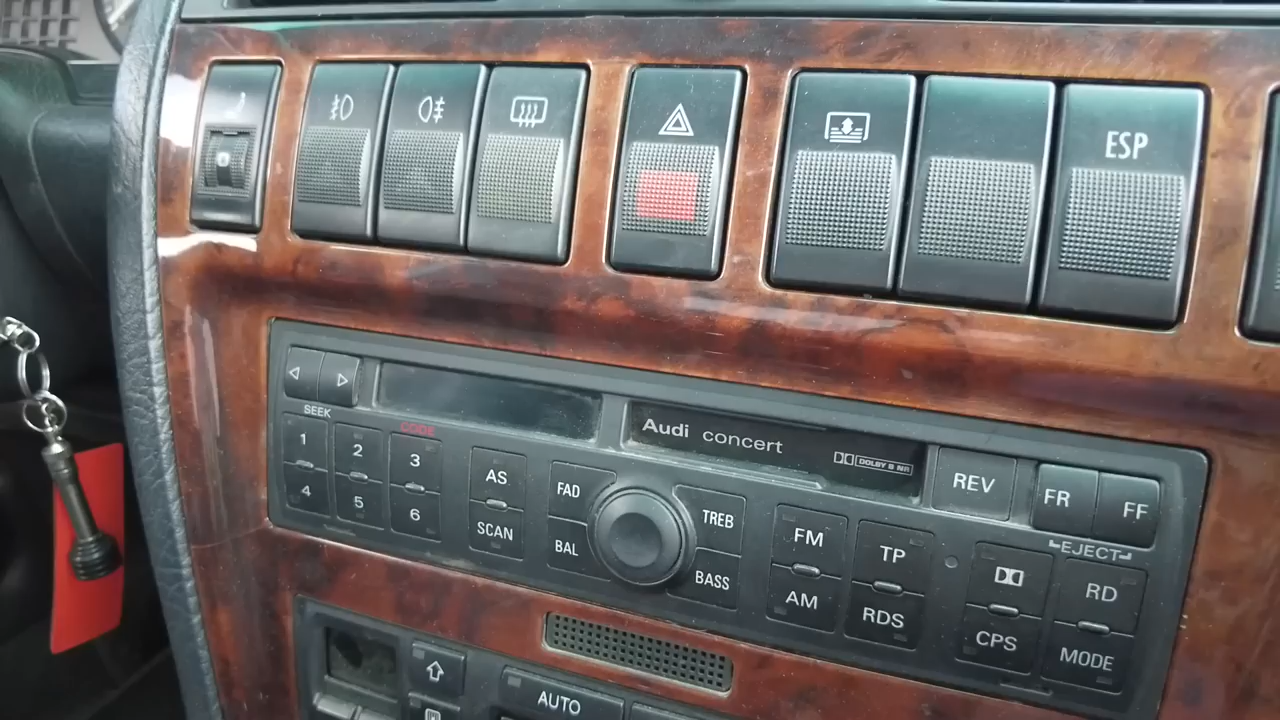 ESP
Audi concert
DOLBY B NR
SEEK
CODE
1 2 3
4 5 6
AS
SCAN
FAD
BAL
TREB
BASS
FM
AM
TP
RDS
REV
FR FF
EJECT
CPS
RD
MODE
AUTO